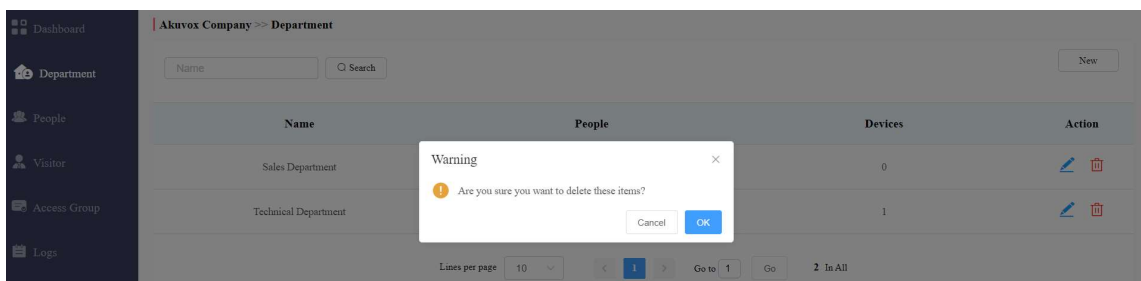 Dashboard
Akuvox Company >> Department
Department
Name
Search
New
People
Name People Devices Action
Visitor
Sales Department 0
Warning
Are you sure you want to delete these items?
Access Group
Technical Department 1
Cancel OK
Logs
Lines per page 10 < 1 > Go to 1 Go 2 In All